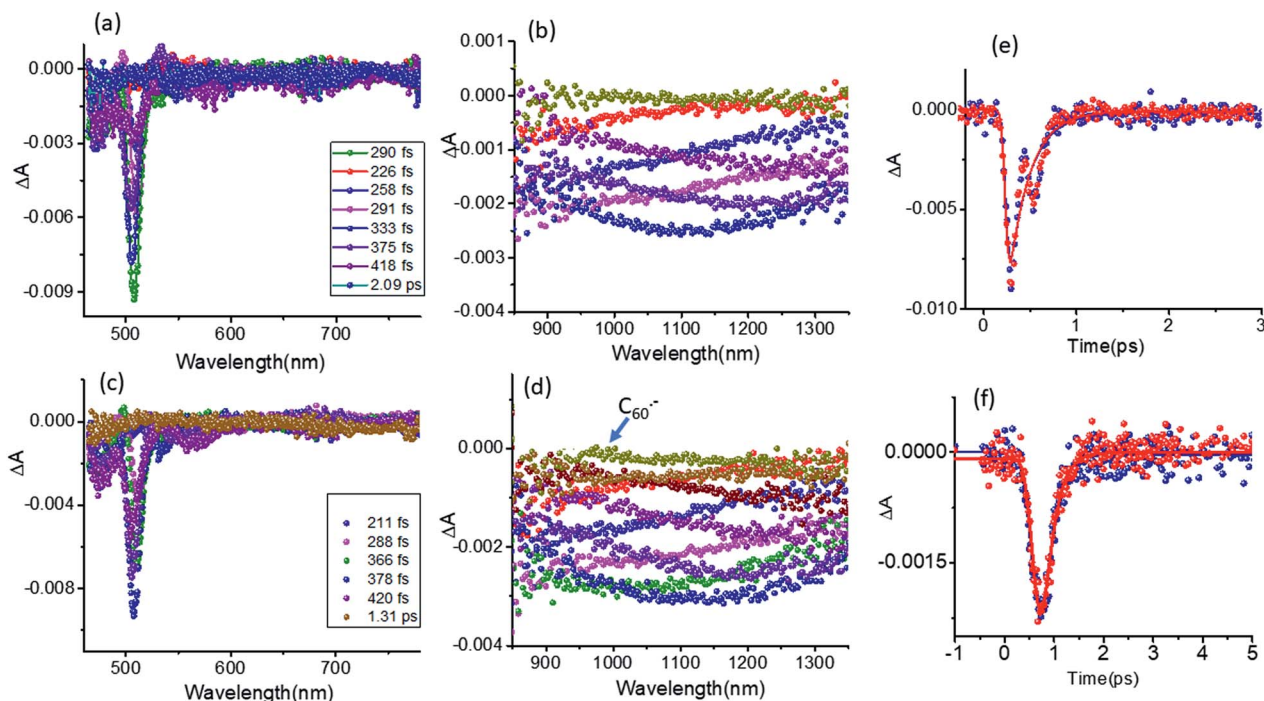 (a)
0.000
-0.003
-0.006
-0.009
ΔA
290 fs
226 fs
258 fs
291 fs
333 fs
375 fs
418 fs
2.09 ps
500 600 700
Wavelength(nm)
(b)
0.001
0.000
-0.001
-0.002
-0.003
-0.004
ΔA
900 1000 1100 1200 1300
Wavelength(nm)
(e)
0.000
-0.005
-0.010
ΔA
0 1 2 3
Time(ps)
(c)
0.000
-0.004
-0.008
ΔA
211 fs
288 fs
366 fs
378 fs
420 fs
1.31 ps
500 600 700
Wavelength(nm)
(d)
C60·-
0.000
-0.002
-0.004
ΔA
900 1000 1100 1200 1300
Wavelength(nm)
(f)
0.0000
-0.0015
ΔA
-1 0 1 2 3 4 5
Time(ps)